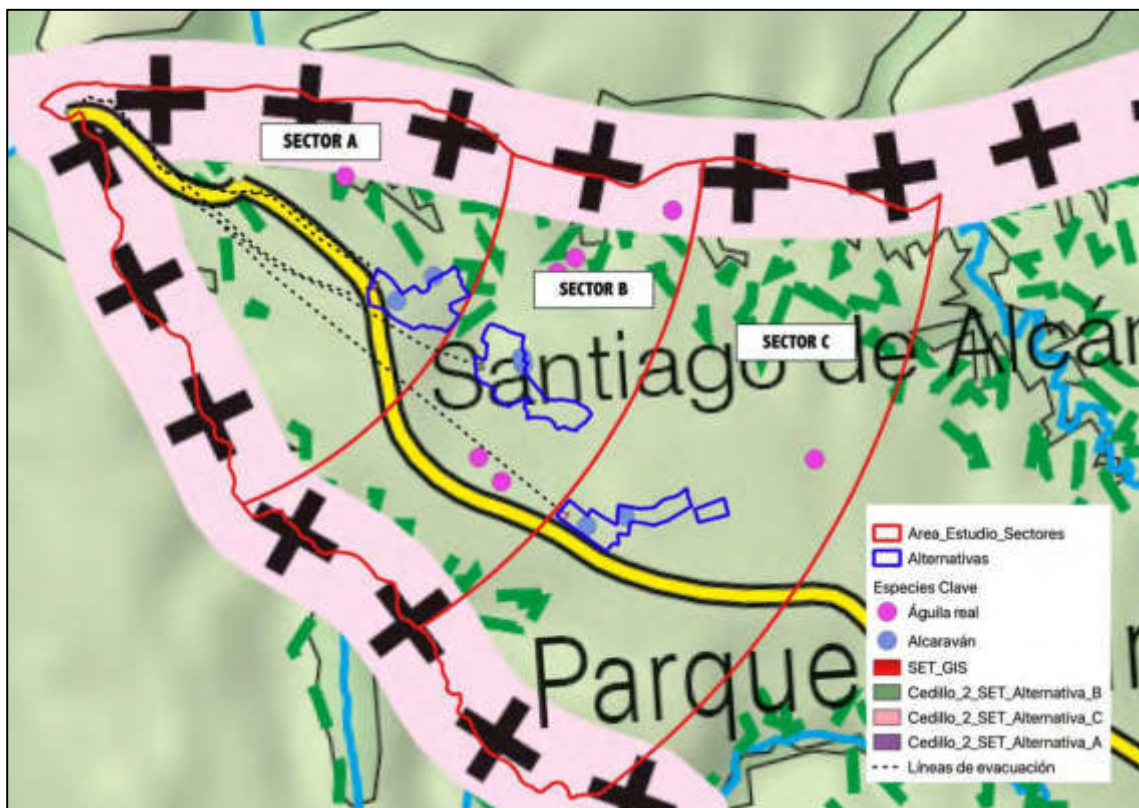 SECTOR A
SECTOR B
SECTOR C
Santiago de Alcán
Parque
Area_Estudio_Sectores
Alternativas
Especies Clave
Águila real
Alcaraván
SET_GIS
Cedillo_2_SET_Alternativa_B
Cedillo_2_SET_Alternativa_C
Cedillo_2_SET_Alternativa_A
Líneas de evacuación